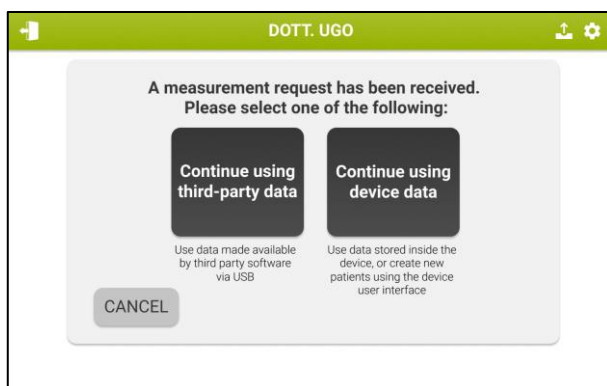 DOTT. UGO
A measurement request has been received.
Please select one of the following:
Continue using
third-party data
Continue using
device data
Use data made available
by third party software
via USB
Use data stored inside the
device, or create new
patients using the device
user interface
CANCEL